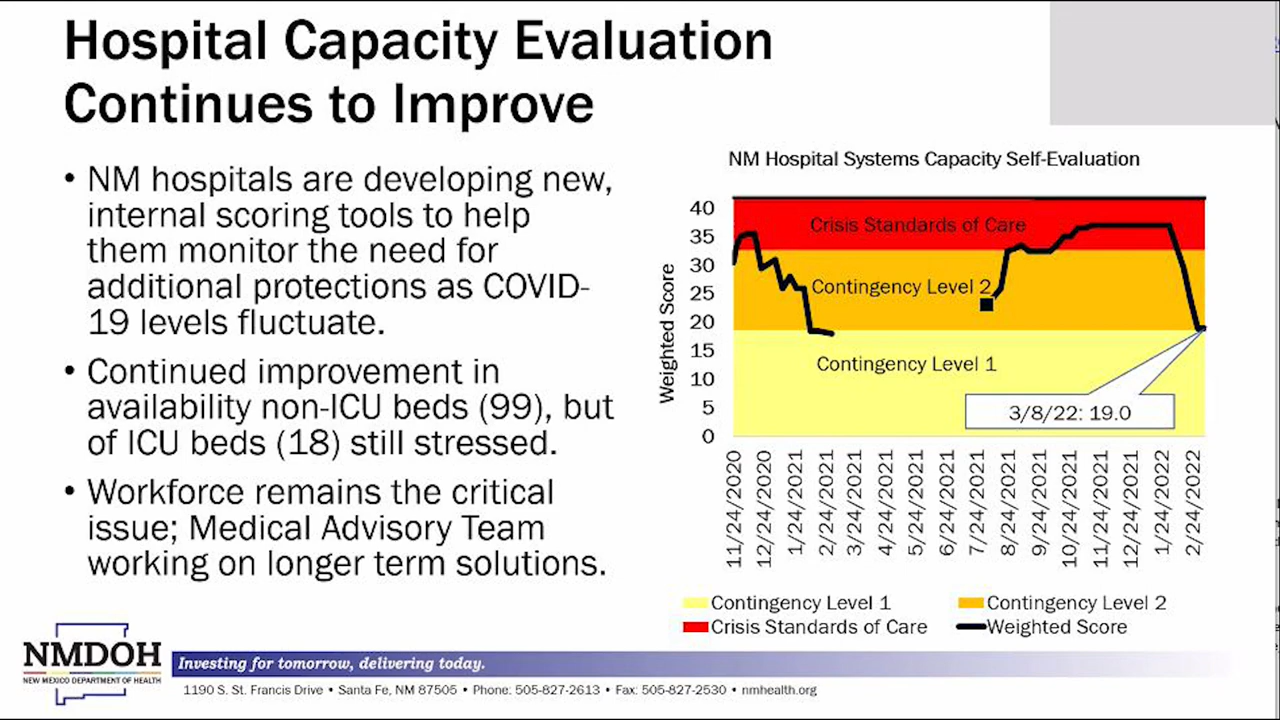 Hospital Capacity Evaluation
Continues to Improve
• NM hospitals are developing new,
internal scoring tools to help
them monitor the need for
additional protections as COVID-
19 levels fluctuate.
• Continued improvement in
availability non-ICU beds (99), but
of ICU beds (18) still stressed.
• Workforce remains the critical
issue; Medical Advisory Team
working on longer term solutions.
NM Hospital Systems Capacity Self-Evaluation
Weighted Score
40
35
30
25
20
15
10
5
0
Crisis Standards of Care
Contingency Level 2
Contingency Level 1
3/8/22: 19.0
11/24/2020
12/24/2020
1/24/2021
2/24/2021
3/24/2021
4/24/2021
5/24/2021
6/24/2021
7/24/2021
8/24/2021
9/24/2021
10/24/2021
11/24/2021
12/24/2021
1/24/2022
2/24/2022
Contingency Level 1
Contingency Level 2
Crisis Standards of Care
Weighted Score
NMDOH
NEW MEXICO DEPARTMENT OF HEALTH
Investing for tomorrow, delivering today.
1190 S. St. Francis Drive • Santa Fe, NM 87505 • Phone: 505-827-2613 • Fax: 505-827-2530 • nmhealth.org